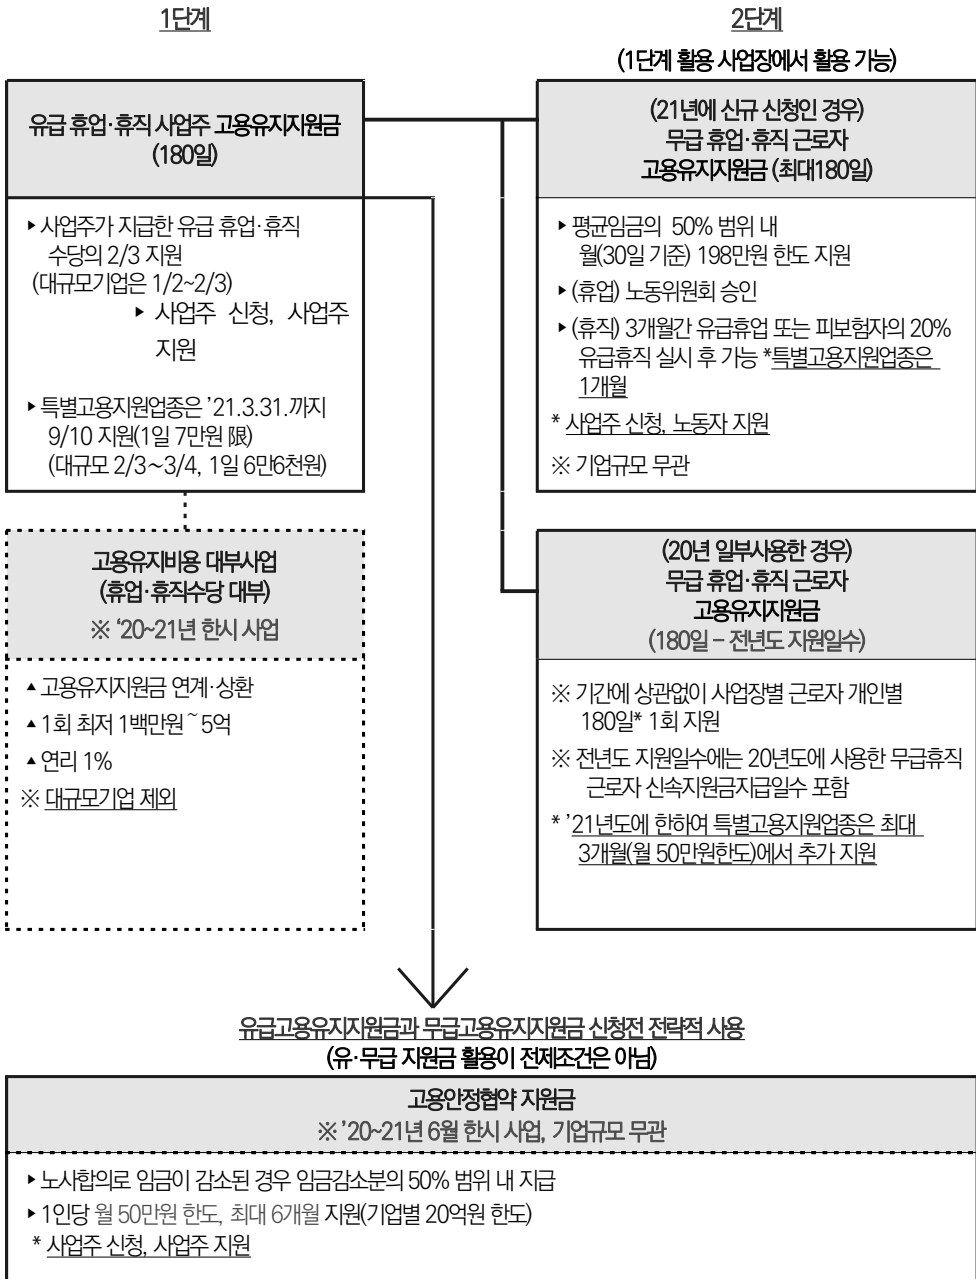 1단계
유급 휴업·휴직 사업주 고용유지지원금
(180일)
▸ 사업주가 지급한 유급 휴업·휴직
수당의 2/3 지원
(대규모기업은 1/2~2/3)
▸ 사업주 신청, 사업주
지원
▸ 특별고용지원업종은 ’21.3.31.까지
9/10 지원(1일 7만원 限)
(대규모 2/3～3/4, 1일 6만6천원)
고용유지비용 대부사업
(휴업·휴직수당 대부)
※ ‘20~21년 한시 사업
▴ 고용유지지원금 연계·상환
▴ 1회 최저 1백만원 ~ 5억
▴ 연리 1%
※ 대규모기업 제외
2단계
(1단계 활용 사업장에서 활용 가능)
(21년에 신규 신청인 경우)
무급 휴업·휴직 근로자
고용유지지원금 (최대180일)
▸ 평균임금의 50% 범위 내
월(30일 기준) 198만원 한도 지원
▸ (휴업) 노동위원회 승인
▸ (휴직) 3개월간 유급휴업 또는 피보험자의 20%
유급휴직 실시 후 가능 *특별고용지원업종은
1개월
* 사업주 신청, 노동자 지원
※ 기업규모 무관
(20년 일부사용한 경우)
무급 휴업·휴직 근로자
고용유지지원금
(180일 - 전년도 지원일수)
※ 기간에 상관없이 사업장별 근로자 개인별
180일* 1회 지원
※ 전년도 지원일수에는 20년도에 사용한 무급휴직
근로자 신속지원금지급일수 포함
* ’21년도에 한하여 특별고용지원업종은 최대
3개월(월 50만원한도)에서 추가 지원
유급고용유지지원금과 무급고용유지지원금 신청전 전략적 사용
(유·무급 지원금 활용이 전제조건은 아님)
고용안정협약 지원금
※ ’20~21년 6월 한시 사업, 기업규모 무관
▸ 노사합의로 임금이 감소된 경우 임금감소분의 50% 범위 내 지급
▸ 1인당 월 50만원 한도, 최대 6개월 지원(기업별 20억원 한도)
* 사업주 신청, 사업주 지원